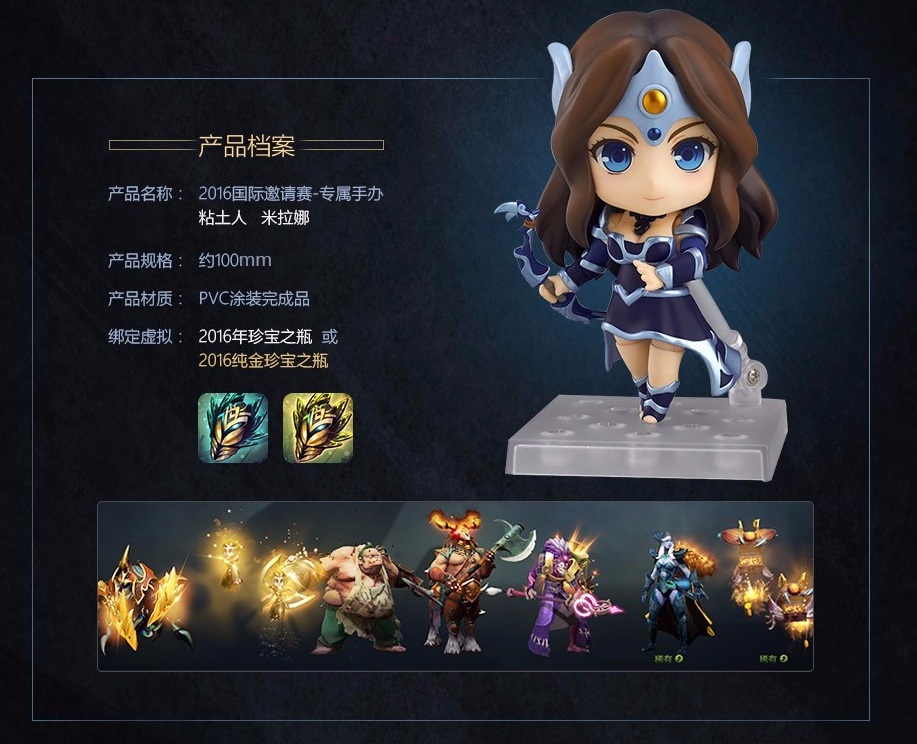 产品档案
产品名称： 2016国际邀请赛-专属手办
粘土人 米拉娜
产品规格： 约100mm
产品材质： PVC涂装完成品
绑定虚拟： 2016年珍宝之瓶 或
2016纯金珍宝之瓶
稀有 稀有